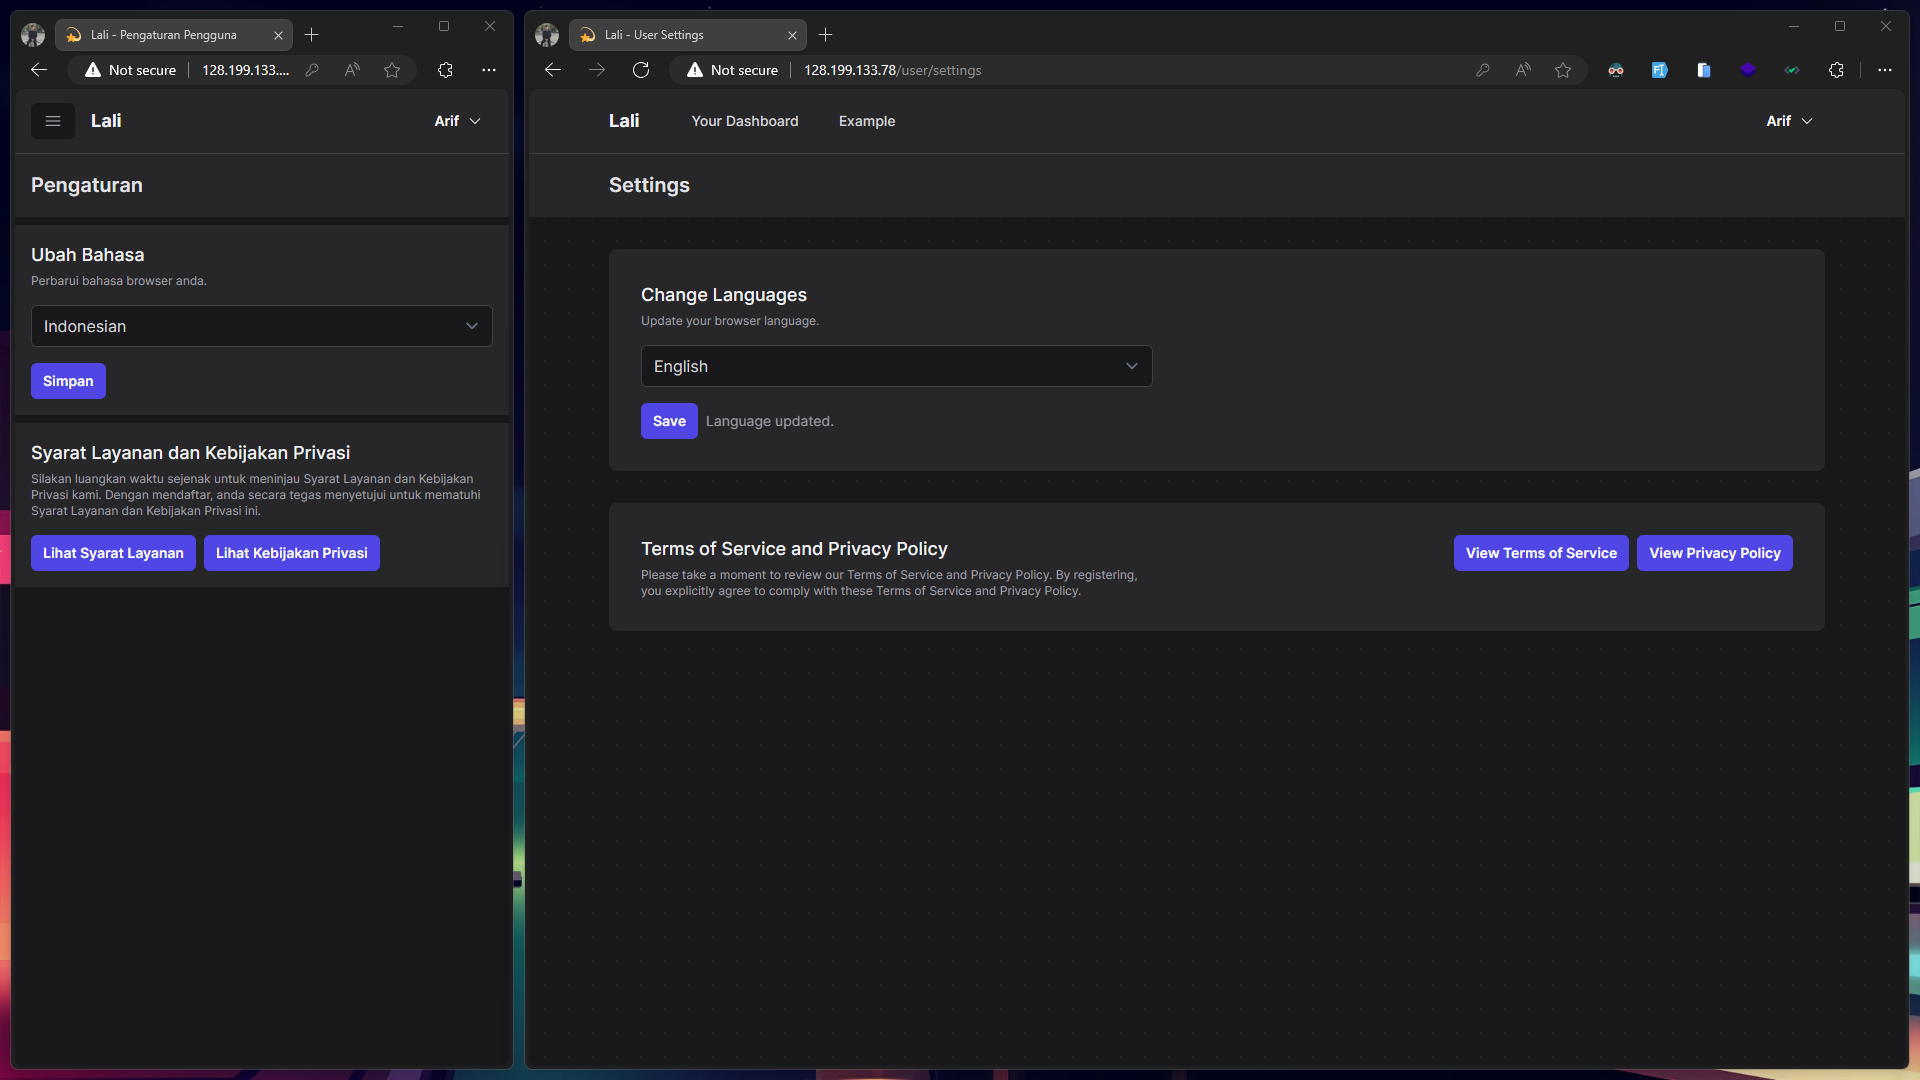 Lali - Pengaturan Pengguna
Not secure
128.199.133....
Lali
Arif
Pengaturan
Ubah Bahasa
Perbarui bahasa browser anda.
Indonesian
Simpan
Syarat Layanan dan Kebijakan Privasi
Silakan luangkan waktu sejenak untuk meninjau Syarat Layanan dan Kebijakan
Privasi kami. Dengan mendaftar, anda secara tegas menyetujui untuk mematuhi
Syarat Layanan dan Kebijakan Privasi ini.
Lihat Syarat Layanan
Lihat Kebijakan Privasi
Lali - User Settings
Not secure
128.199.133.78/user/settings
Lali
Your Dashboard
Example
Arif
Settings
Change Languages
Update your browser language.
English
Save
Language updated.
Terms of Service and Privacy Policy
Please take a moment to review our Terms of Service and Privacy Policy. By registering,
you explicitly agree to comply with these Terms of Service and Privacy Policy.
View Terms of Service
View Privacy Policy